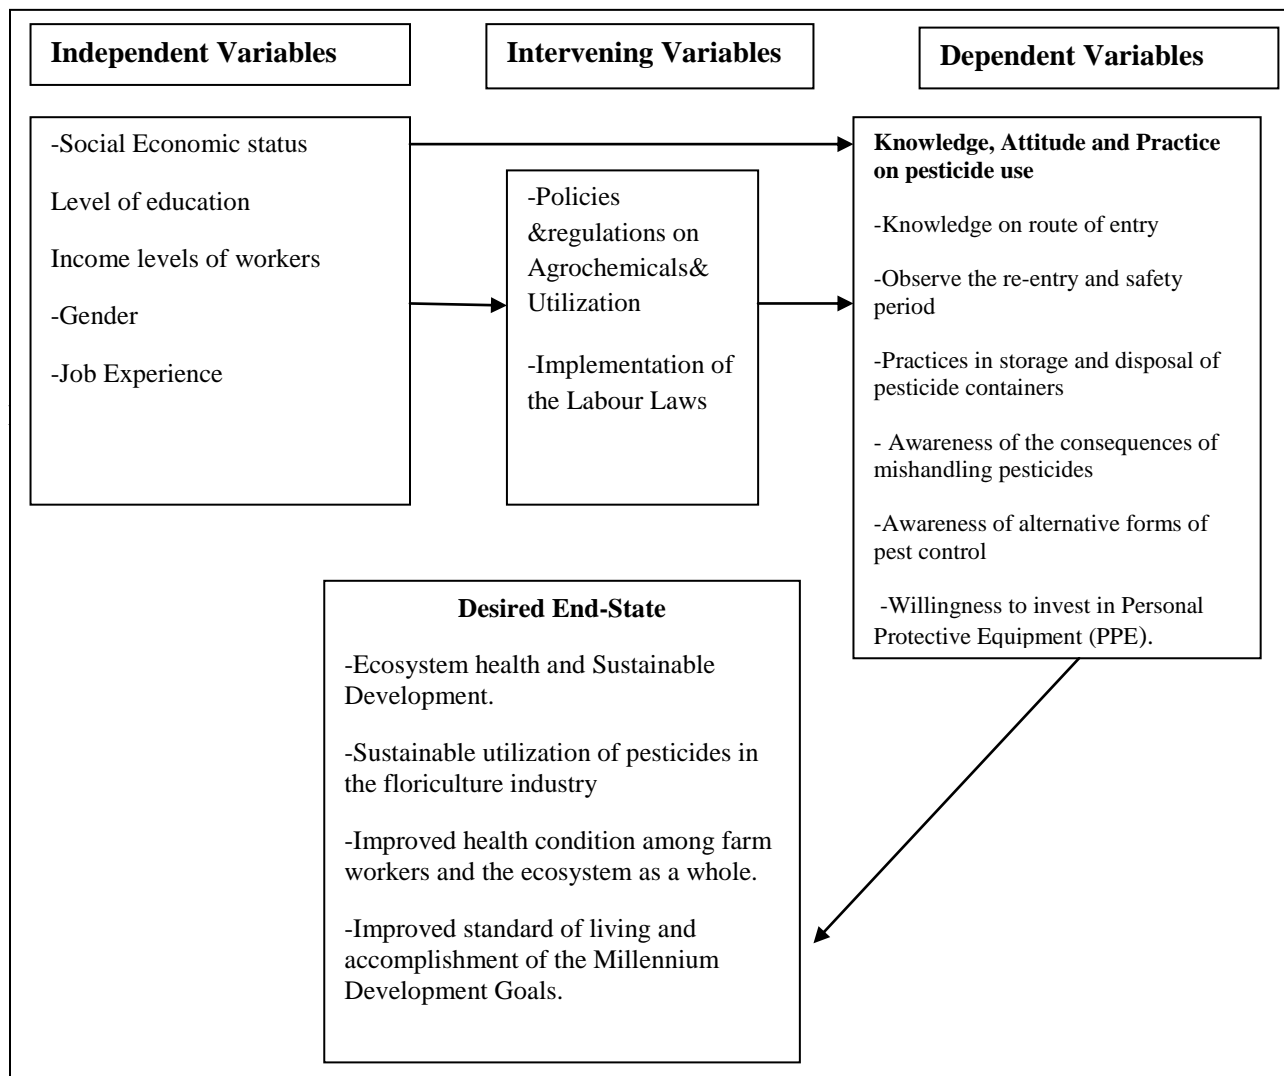 Independent Variables
Intervening Variables
Dependent Variables
-Social Economic status
Level of education
Income levels of workers
-Gender
-Job Experience
-Policies
&regulations on
Agrochemicals&
Utilization
-Implementation of
the Labour Laws
Knowledge, Attitude and Practice
on pesticide use
-Knowledge on route of entry
-Observe the re-entry and safety
period
-Practices in storage and disposal of
pesticide containers
- Awareness of the consequences of
mishandling pesticides
-Awareness of alternative forms of
pest control
-Willingness to invest in Personal
Protective Equipment (PPE).
Desired End-State
-Ecosystem health and Sustainable
Development.
-Sustainable utilization of pesticides in
the floriculture industry
-Improved health condition among farm
workers and the ecosystem as a whole.
-Improved standard of living and
accomplishment of the Millennium
Development Goals.